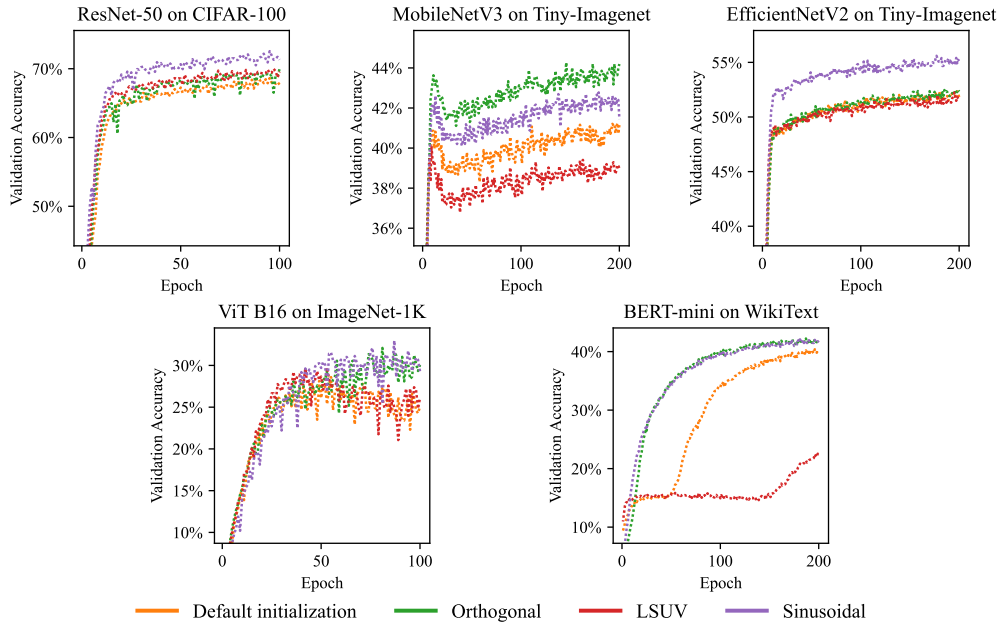 ResNet-50 on CIFAR-100
MobileNetV3 on Tiny-Imagenet
EfficientNetV2 on Tiny-Imagenet
Validation Accuracy
70%
60%
50%
0
50
100
Epoch
Validation Accuracy
44%
42%
40%
38%
36%
0
100
200
Epoch
Validation Accuracy
55%
50%
45%
40%
0
100
200
Epoch
ViT B16 on ImageNet-1K
BERT-mini on WikiText
Validation Accuracy
30%
25%
20%
15%
10%
0
50
100
Epoch
Validation Accuracy
40%
30%
20%
10%
0
100
200
Epoch
Default initialization
Orthogonal
LSUV
Sinusoidal